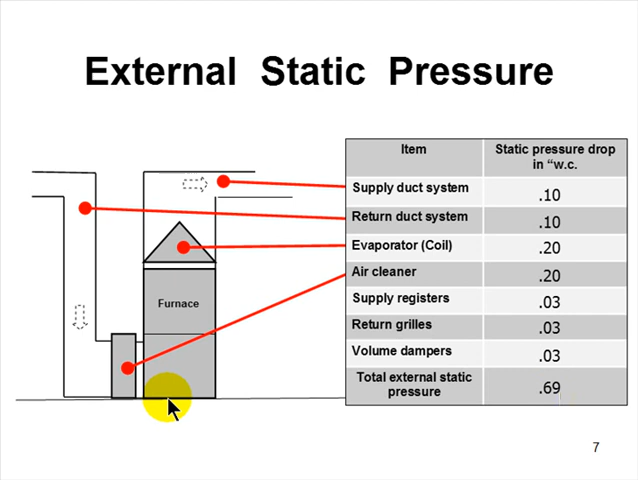 External Static Pressure
Item
Static pressure drop
in “w.c.
Supply duct system
.10
Return duct system
.10
Evaporator (Coil)
.20
Air cleaner
.20
Supply registers
.03
Return grilles
.03
Volume dampers
.03
Total external static
pressure
.69
Furnace
7